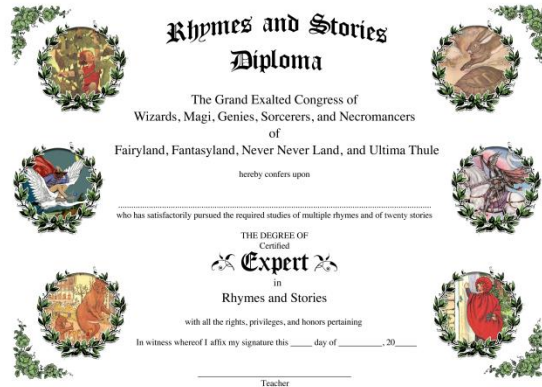 Rhymes and Stories
Diploma
The Grand Exalted Congress of
Wizards, Magi, Genies, Sorcerers, and Necromancers
of
Fairyland, Fantasyland, Never Never Land, and Ultima Thule
hereby confers upon
who has satisfactorily pursued the required studies of multiple rhymes and of twenty stories
THE DEGREE OF
Certified
Expert
in
Rhymes and Stories
with all the rights, privileges, and honors pertaining
In witness whereof I affix my signature this _____ day of __________, 20_____
Teacher